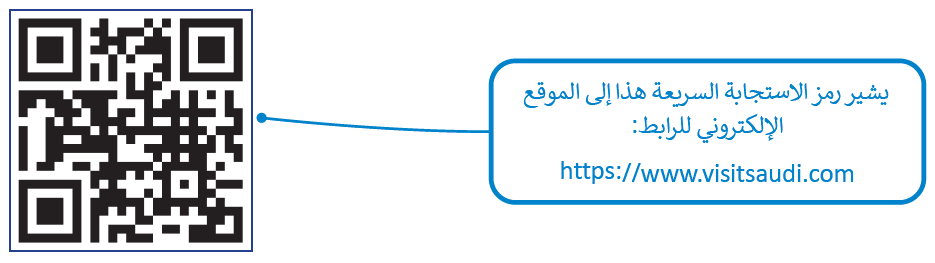 يشير رمز الاستجابة السريعة هذا إلى الموقع
الإلكتروني للرابط:
https://www.visitsaudi.com